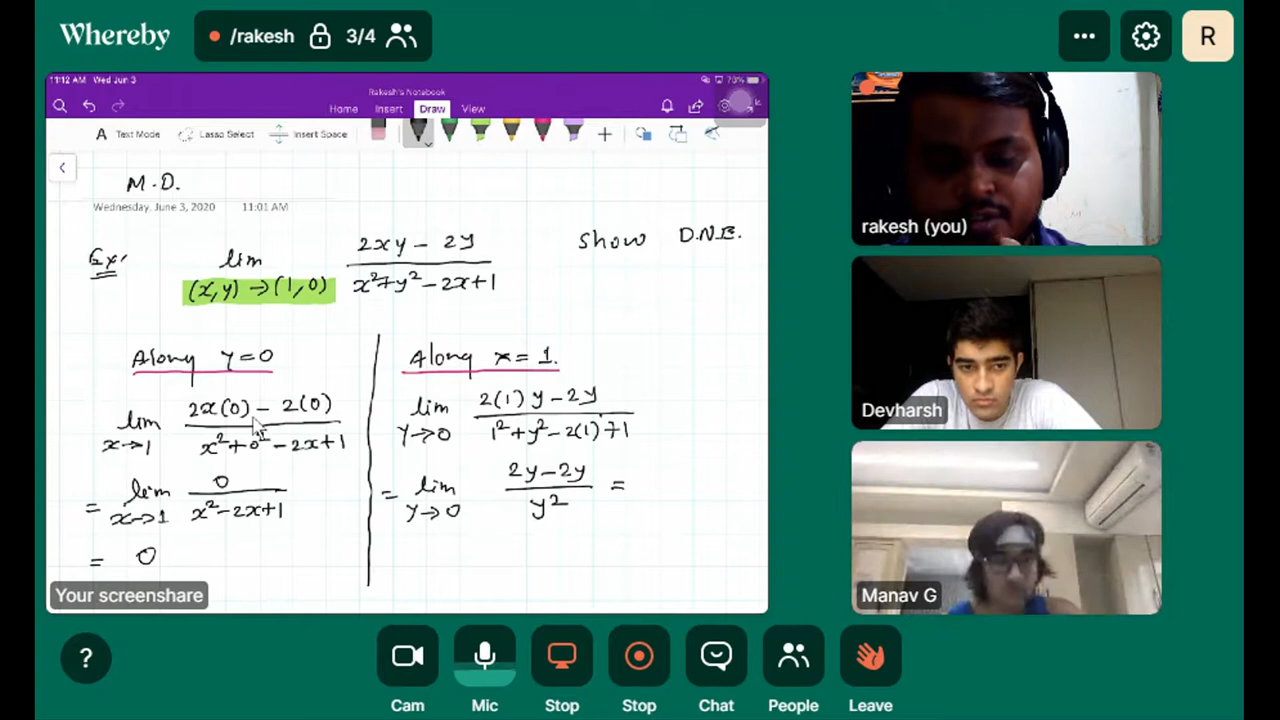 Whereby
/rakesh 3/4
R
11:12 AM Wed Jun 3
78%
Rakesh's Notebook
Home Insert Draw View
A Text Mode Lasso Select Insert Space
M.D.
Wednesday, June 3, 2020 11:01 AM
Ex:
lim (x,y)→(1,0) (2xy − 2y)/(x²+y²−2x+1) show D.N.E.
Along y=0
lim x→1 (2x(0) − 2(0))/(x²+0²−2x+1)
= lim x→1 0/(x²−2x+1)
= 0
Along x=1.
lim y→0 (2(1)y−2y)/(1²+y²−2(1)+1)
= lim y→0 (2y−2y)/y² =
Your screenshare
rakesh (you)
Devharsh
Manav G
?
Cam Mic Stop Stop Chat People Leave